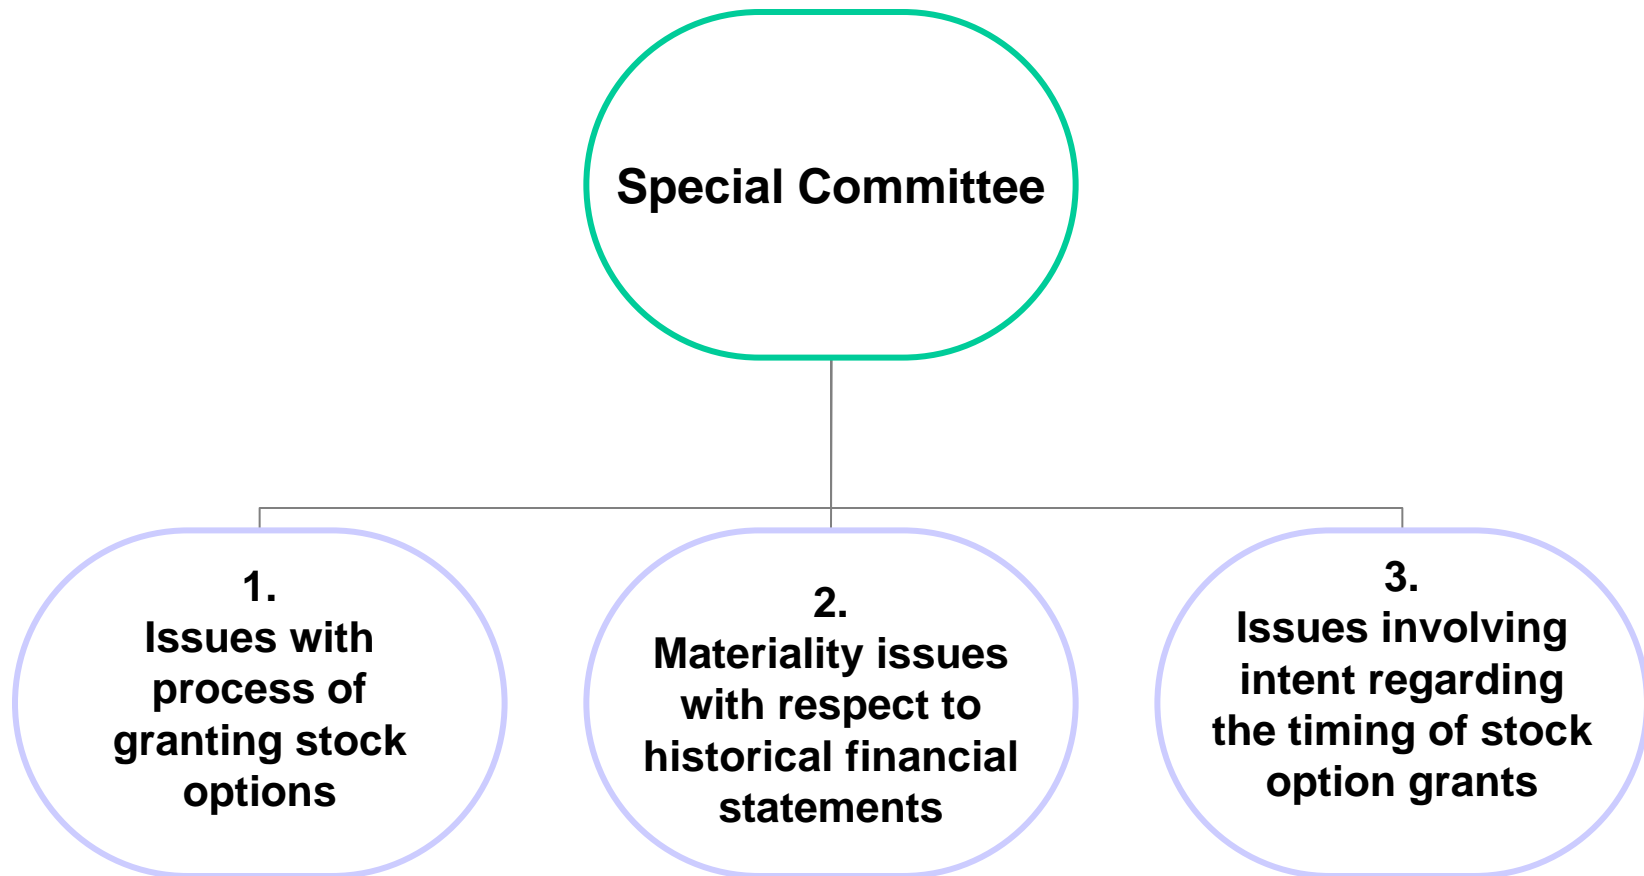 Special Committee
1.
Issues with
process of
granting stock
options
2.
Materiality issues
with respect to
historical financial
statements
3.
Issues involving
intent regarding
the timing of stock
option grants